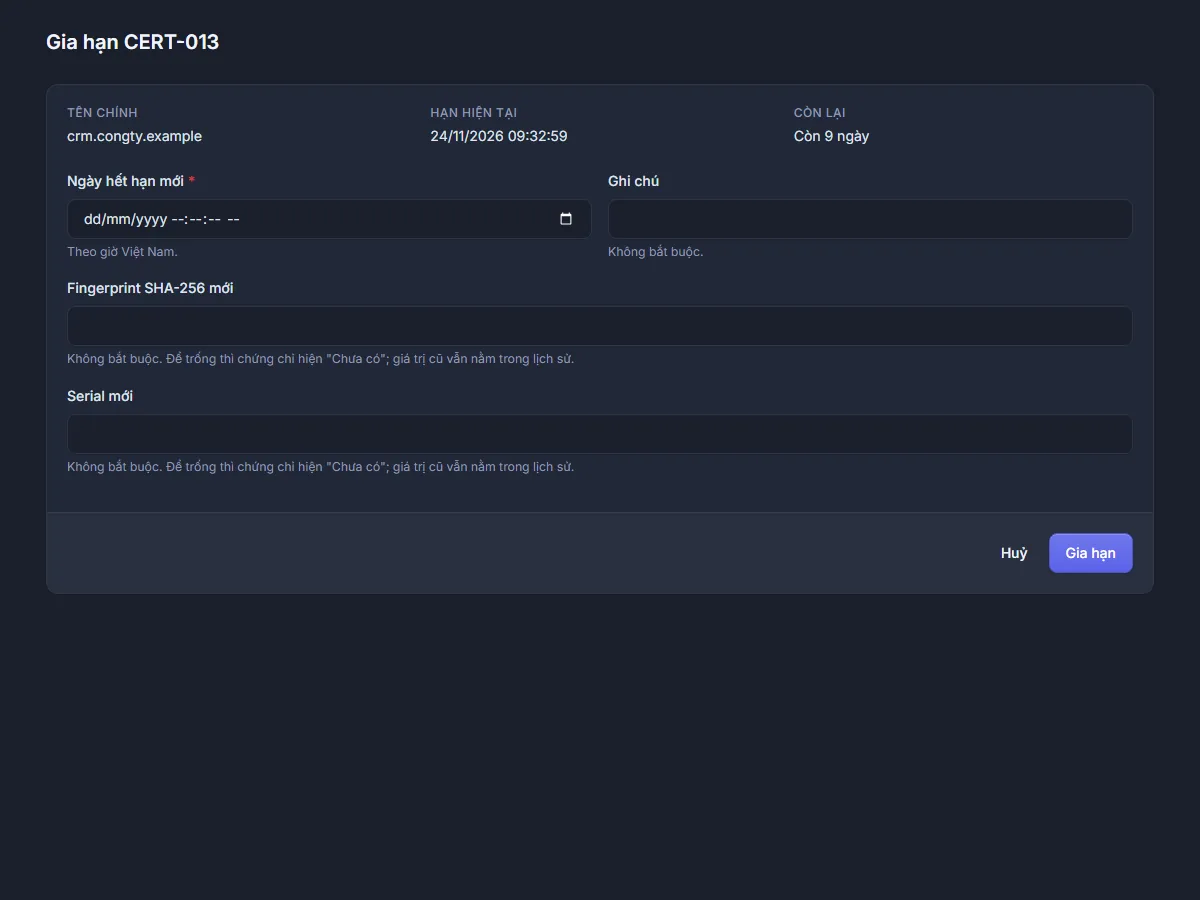 Gia hạn CERT-013
TÊN CHÍNH
crm.congty.example
HẠN HIỆN TẠI
24/11/2026 09:32:59
CÒN LẠI
Còn 9 ngày
Ngày hết hạn mới *
dd/mm/yyyy --:--:-- --
Theo giờ Việt Nam.
Ghi chú
Không bắt buộc.
Fingerprint SHA-256 mới
Không bắt buộc. Để trống thì chứng chỉ hiện "Chưa có"; giá trị cũ vẫn nằm trong lịch sử.
Serial mới
Không bắt buộc. Để trống thì chứng chỉ hiện "Chưa có"; giá trị cũ vẫn nằm trong lịch sử.
Huỷ
Gia hạn